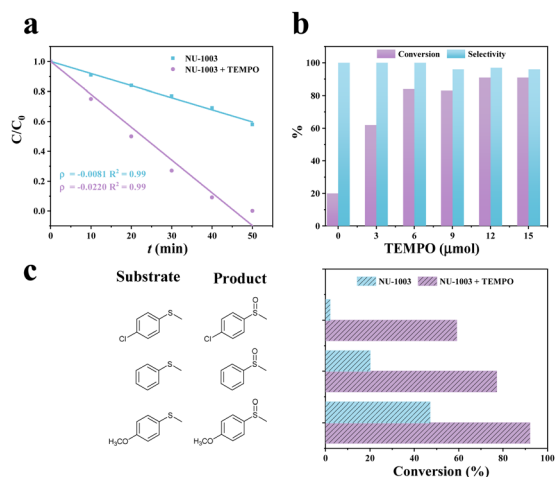 a
NU-1003
NU-1003 + TEMPO
C/C0
1.0
0.8
0.6
0.4
0.2
0.0
ρ = -0.0081 R² = 0.99
ρ = -0.0220 R² = 0.99
0 10 20 30 40 50
t (min)
b
Conversion Selectivity
%
100
80
60
40
20
0
0 3 6 9 12 15
TEMPO (μmol)
c
Substrate Product
NU-1003 NU-1003 + TEMPO
S
Cl
O
S
Cl
S
O
S
S
H3CO
O
S
H3CO
0 20 40 60 80 100
Conversion (%)